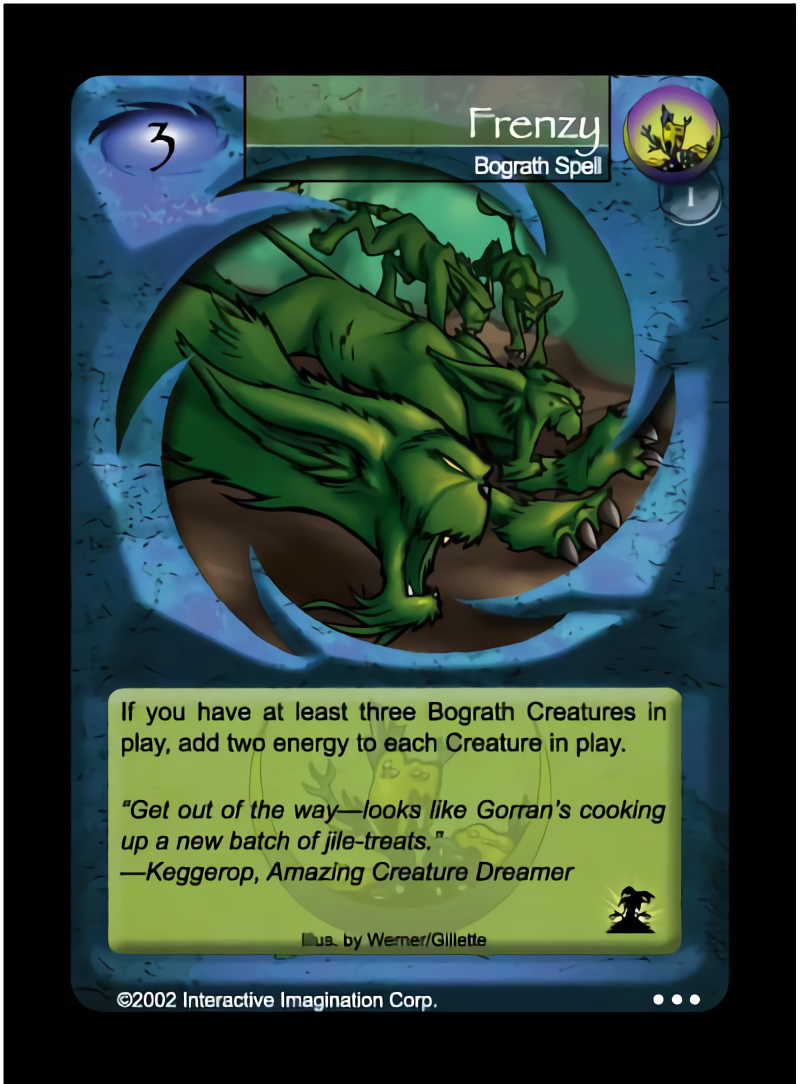 3
Frenzy
Bograth Spell
1
If you have at least three Bograth Creatures in
play, add two energy to each Creature in play.
"Get out of the way—looks like Gorran's cooking
up a new batch of jile-treats."
—Keggerop, Amazing Creature Dreamer
Illus. by Werner/Gillette
©2002 Interactive Imagination Corp.